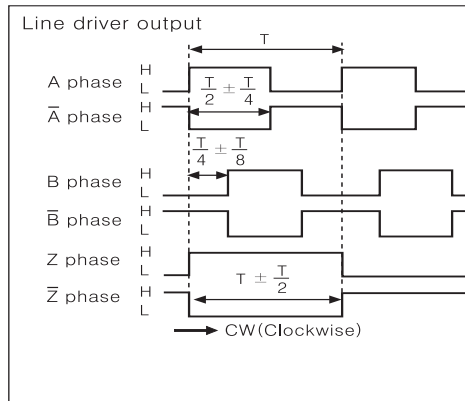 Line driver output
T
A phase H
L
T/2 ± T/4
A̅ phase H
L
T/4 ± T/8
B phase H
L
B̅ phase H
L
Z phase H
L
T ± T/2
Z̅ phase H
L
CW(Clockwise)